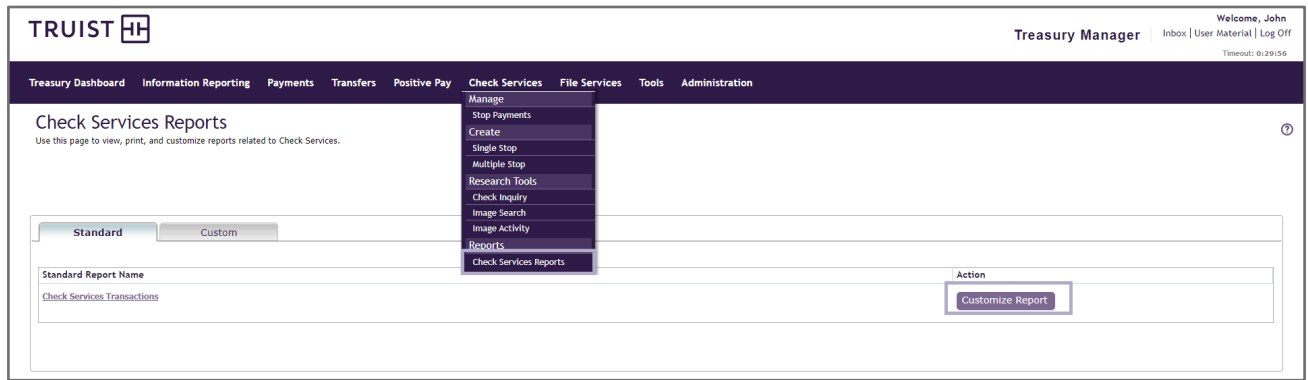 TRUIST
Welcome, John
Treasury Manager
Inbox | User Material | Log Off
Timeout: 0:29:56
Treasury Dashboard Information Reporting Payments Transfers Positive Pay Check Services File Services Tools Administration
Manage
Stop Payments
Create
Single Stop
Multiple Stop
Research Tools
Check Inquiry
Image Search
Image Activity
Reports
Check Services Reports
Check Services Reports
Use this page to view, print, and customize reports related to Check Services.
?
Standard Custom
Standard Report Name Action
Check Services Transactions Customize Report